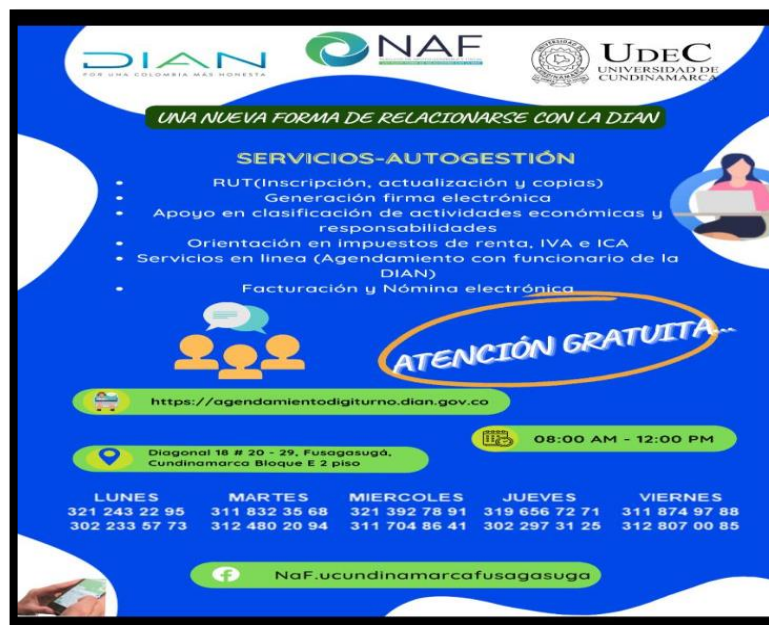 DIAN
POR UNA COLOMBIA MÁS HONESTA
NAF
UDEC
UNIVERSIDAD DE
CUNDINAMARCA
UNA NUEVA FORMA DE RELACIONARSE CON LA DIAN
SERVICIOS-AUTOGESTIÓN
• RUT(Inscripción, actualización y copias)
• Generación firma electrónica
• Apoyo en clasificación de actividades económicas y
responsabilidades
• Orientación en impuestos de renta, IVA e ICA
• Servicios en linea (Agendamiento con funcionario de la
DIAN)
• Facturación y Nómina electrónica
ATENCIÓN GRATUITA...
https://agendamientodigiturno.dian.gov.co
08:00 AM - 12:00 PM
Diagonal 18 # 20 - 29, Fusagasugá,
Cundinamarca Bloque E 2 piso
LUNES MARTES MIERCOLES JUEVES VIERNES
321 243 22 95 311 832 35 68 321 392 78 91 319 656 72 71 311 874 97 88
302 233 57 73 312 480 20 94 311 704 86 41 302 297 31 25 312 807 00 85
NaF.ucundinamarcafusagasuga